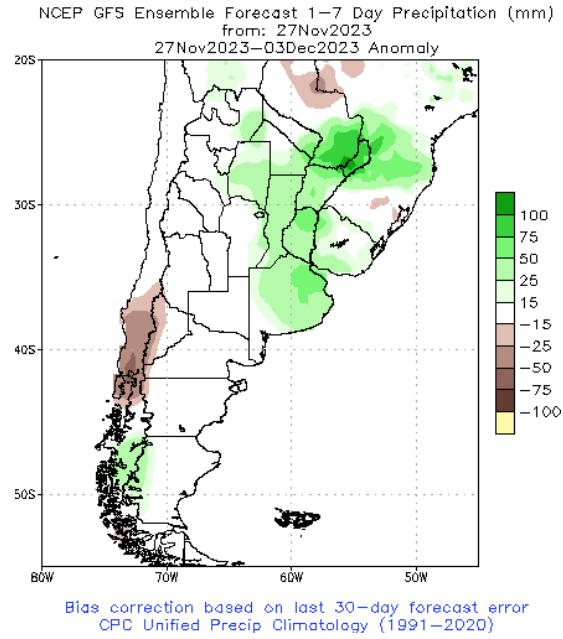 NCEP GFS Ensemble Forecast 1-7 Day Precipitation (mm)
from: 27Nov2023
27Nov2023-03Dec2023 Anomaly
20S
30S
40S
50S
80W
70W
60W
50W
100
75
50
25
15
-15
-25
-50
-75
-100
Bias correction based on last 30-day forecast error
CPC Unified Precip Climatology (1991-2020)